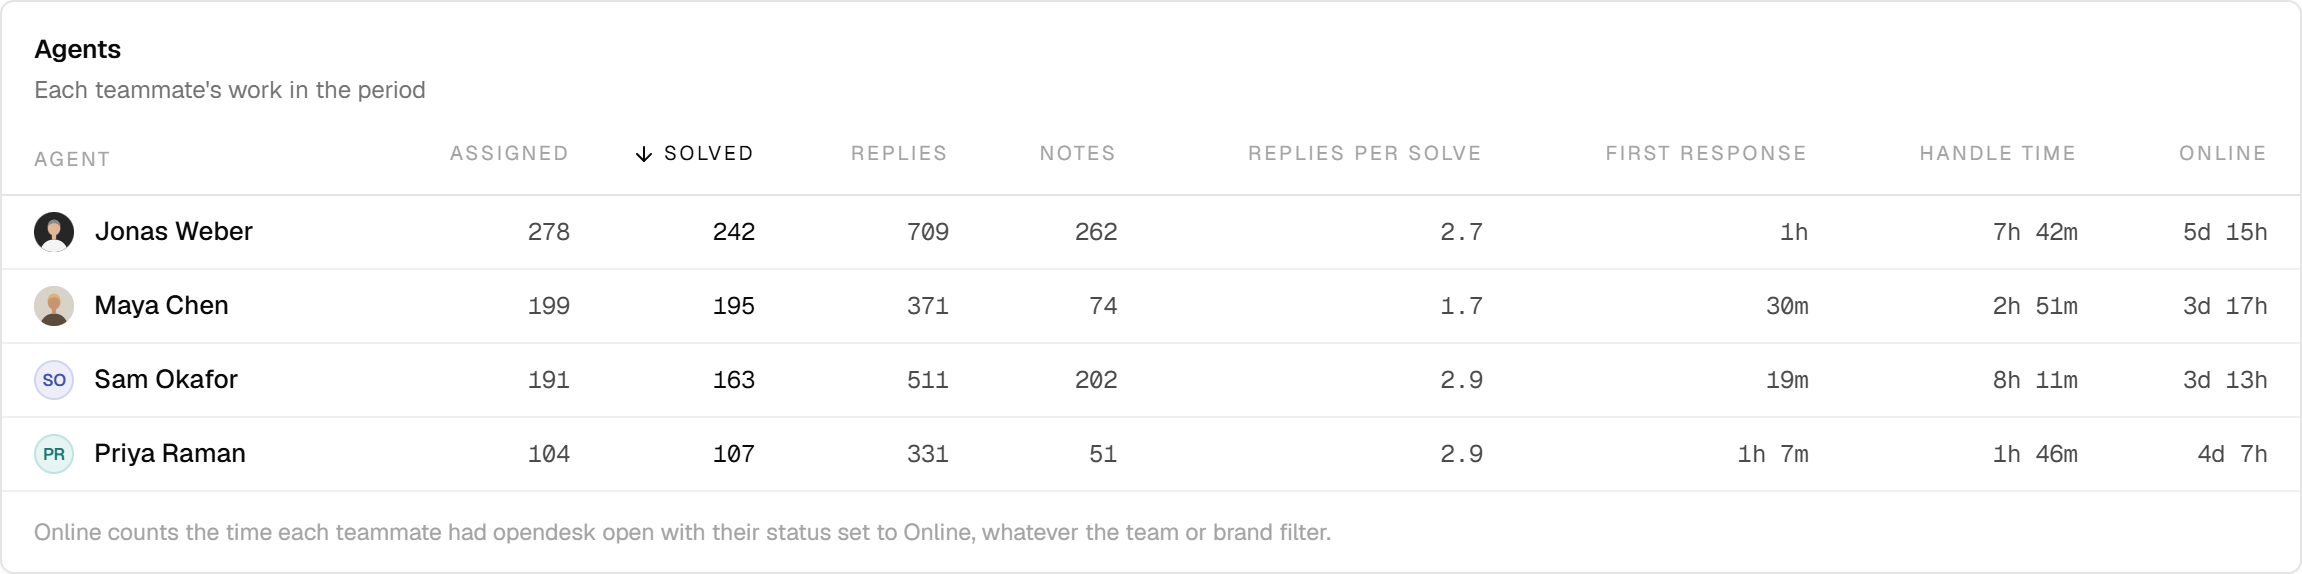 Agents
Each teammate's work in the period
AGENT ASSIGNED ↓ SOLVED REPLIES NOTES REPLIES PER SOLVE FIRST RESPONSE HANDLE TIME ONLINE
Jonas Weber 278 242 709 262 2.7 1h 7h 42m 5d 15h
Maya Chen 199 195 371 74 1.7 30m 2h 51m 3d 17h
SO Sam Okafor 191 163 511 202 2.9 19m 8h 11m 3d 13h
PR Priya Raman 104 107 331 51 2.9 1h 7m 1h 46m 4d 7h
Online counts the time each teammate had opendesk open with their status set to Online, whatever the team or brand filter.